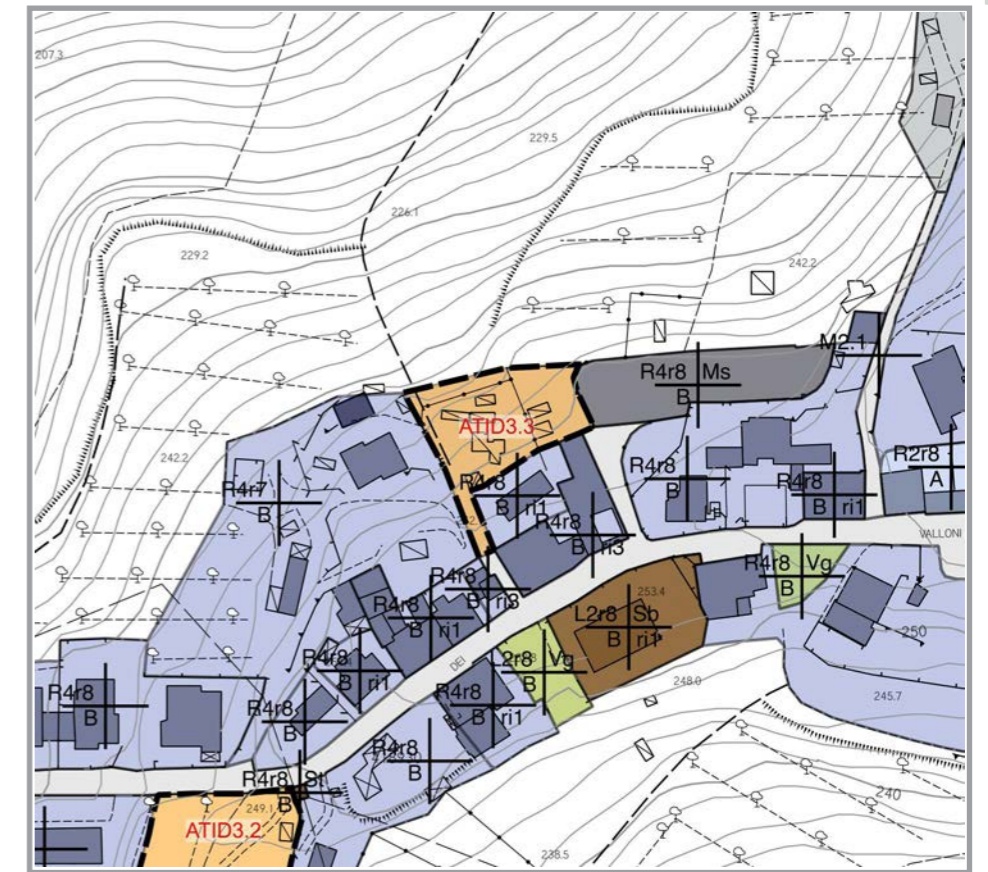 207.3
229.5
226.1
229.2
242.2
M2.1
R4r8 Ms
B
ATID3.3
242.2
R4r8
B
R2r8
A
R4r7
B
R4r8
B ri1
R4r8
B ri1
R4r8
B ri3
VALLONI
R4r8 Vg
B
R4r8
B ri3
253.4
L2r8 Sb
B ri1
R4r8
B ri1
250
DEI
L2r8 Vg
B
R4r8
B ri1
248.0
245.7
R4r8
B
R4r8
B ri1
R4r8
B
R4r8
B
R4r8 St
B
240
249.1
ATID3.2
238.5